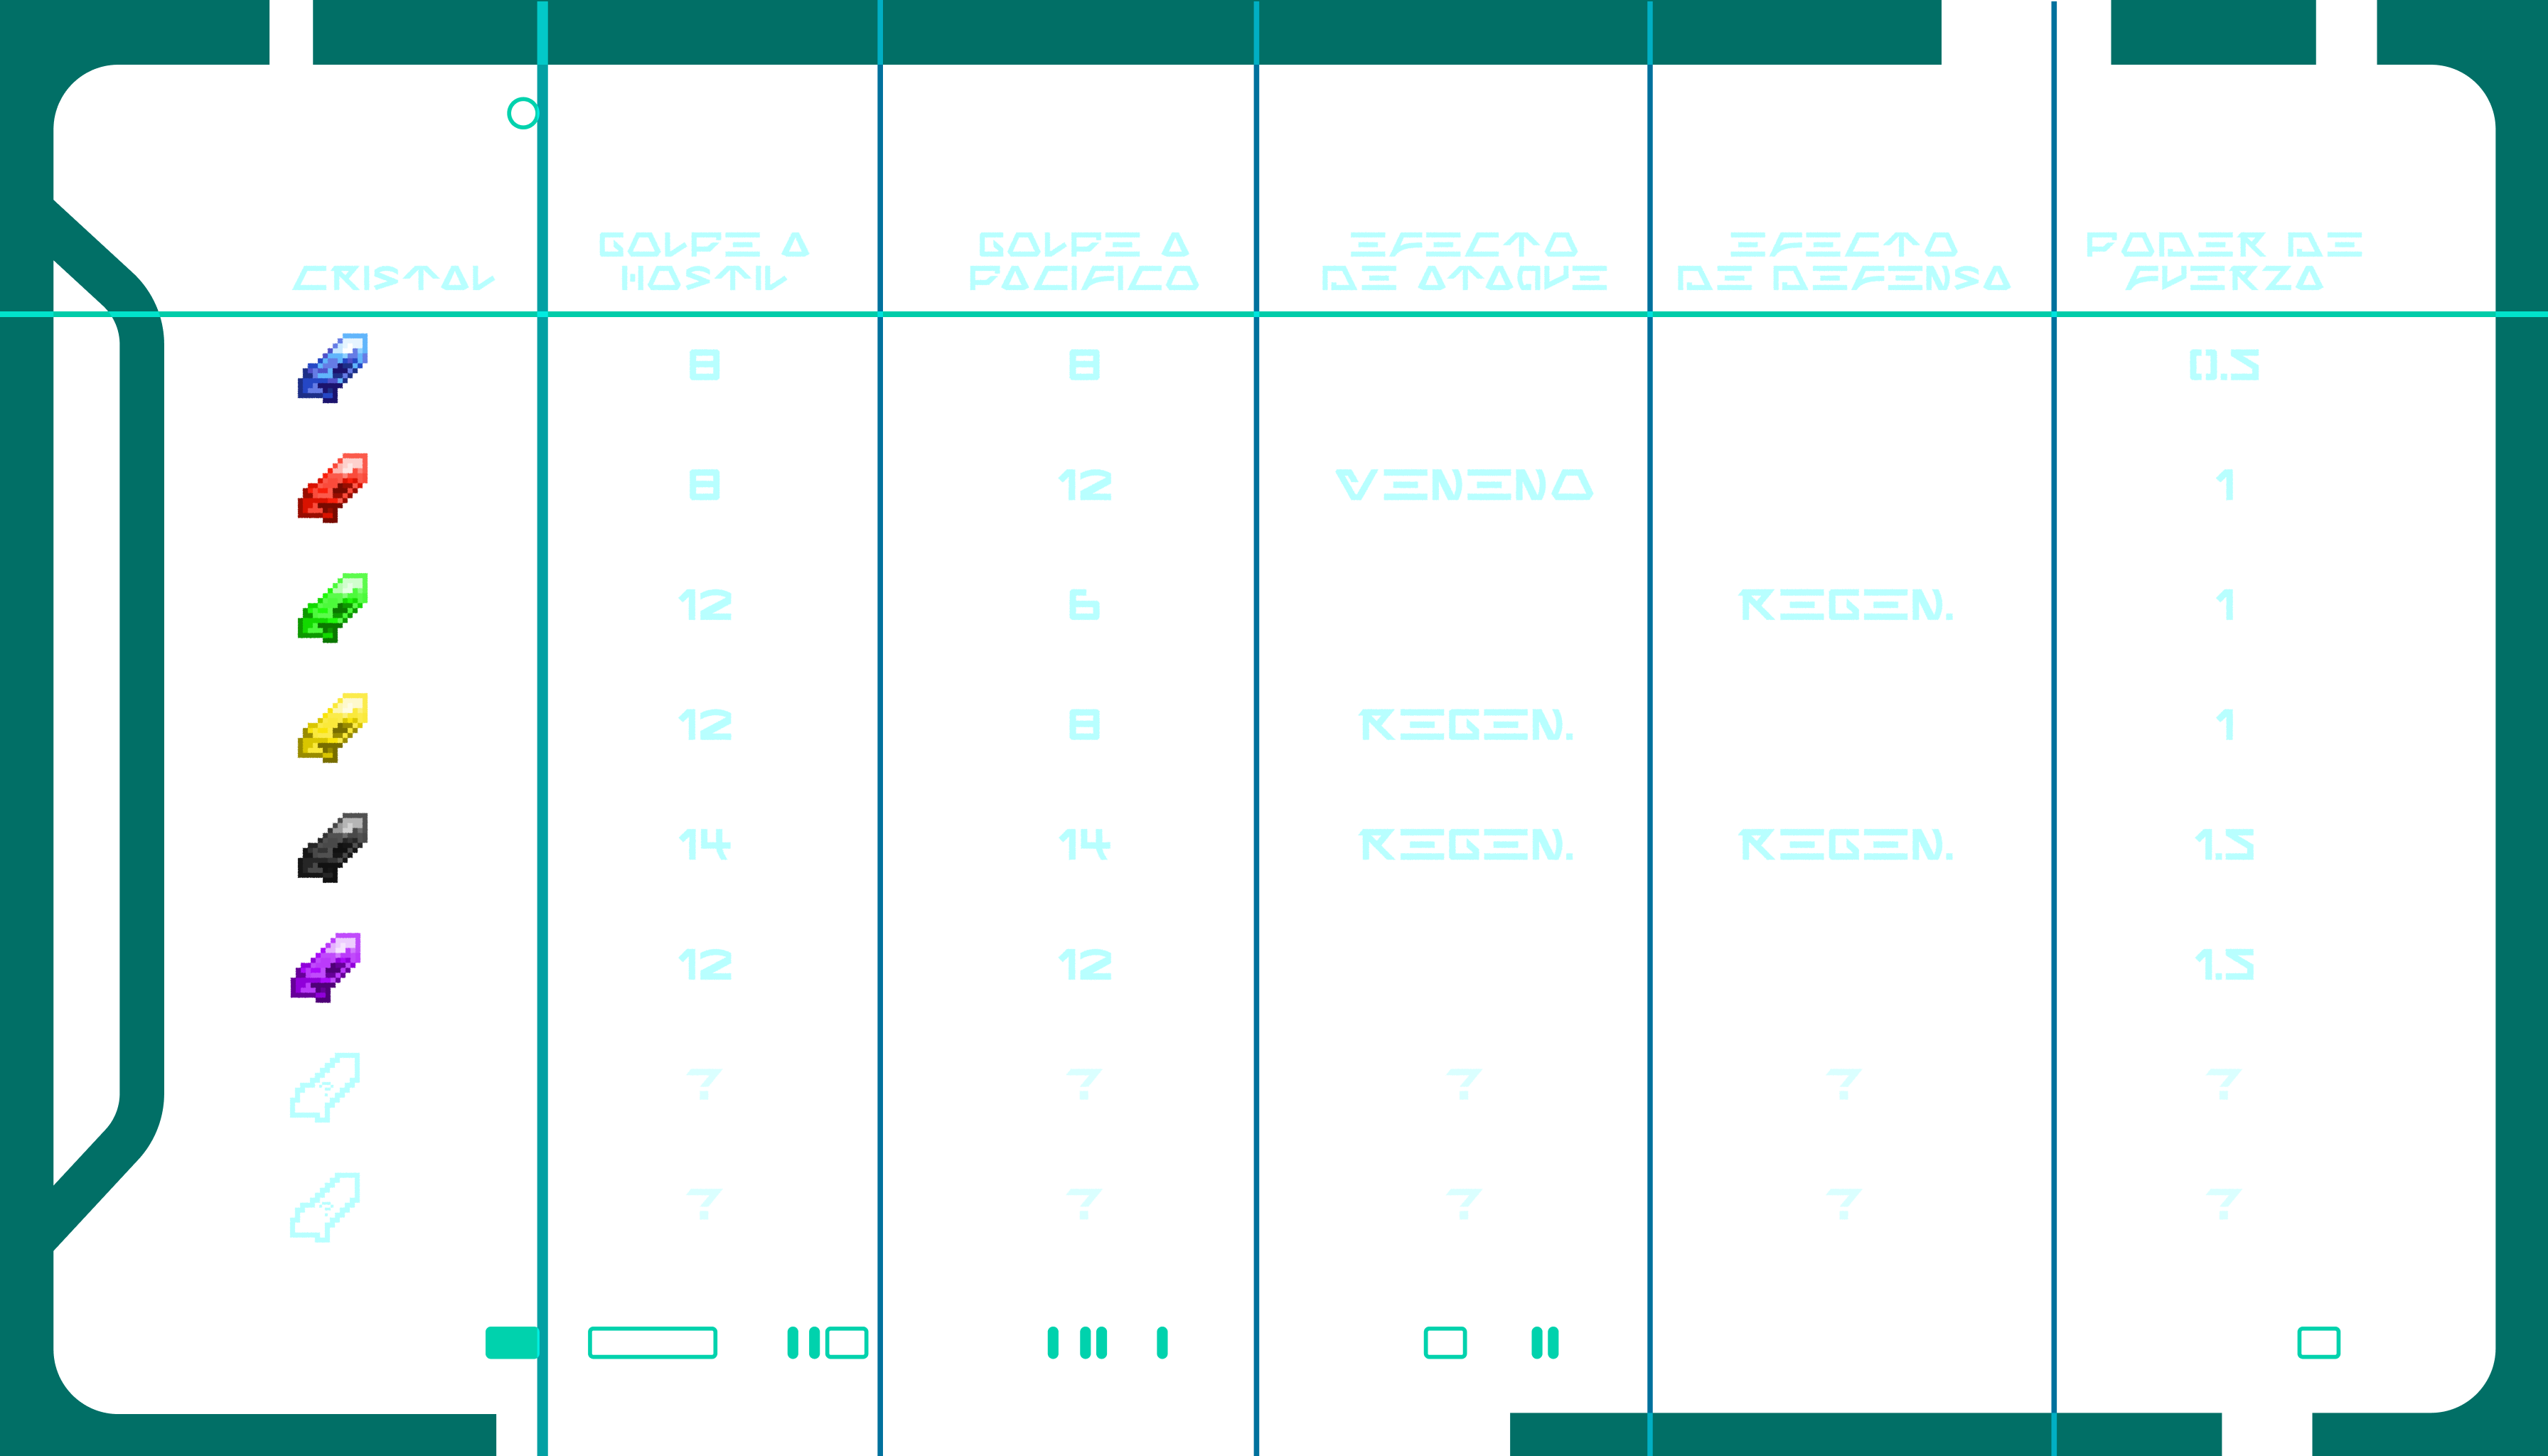 CRISTAL
GOLPE A
HOSTIL
GOLPE A
PACIFICO
EFECTO
DE ATAQUE
EFECTO
DE DEFENSA
PODER DE
FUERZA
8 8 0.5
8 12 VENENO 1
12 6 REGEN. 1
12 8 REGEN. 1
14 14 REGEN. REGEN. 1.5
12 12 1.5
? ? ? ? ?
? ? ? ? ?